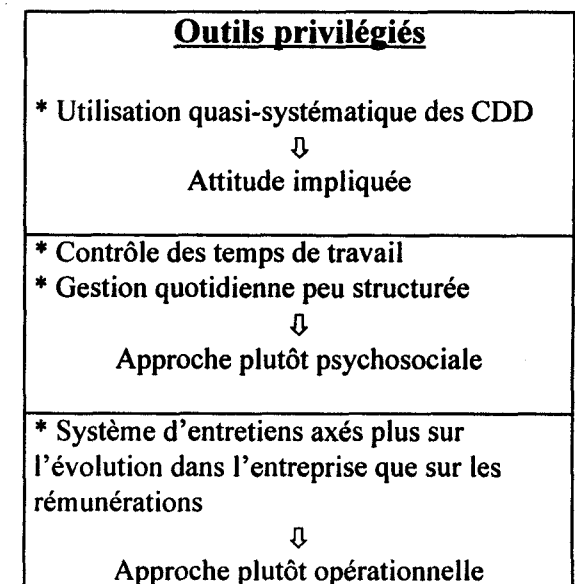 Outils privilégiés
* Utilisation quasi-systématique des CDD
⇩
Attitude impliquée
* Contrôle des temps de travail
* Gestion quotidienne peu structurée
⇩
Approche plutôt psychosociale
* Système d'entretiens axés plus sur
l'évolution dans l'entreprise que sur les
rémunérations
⇩
Approche plutôt opérationnelle